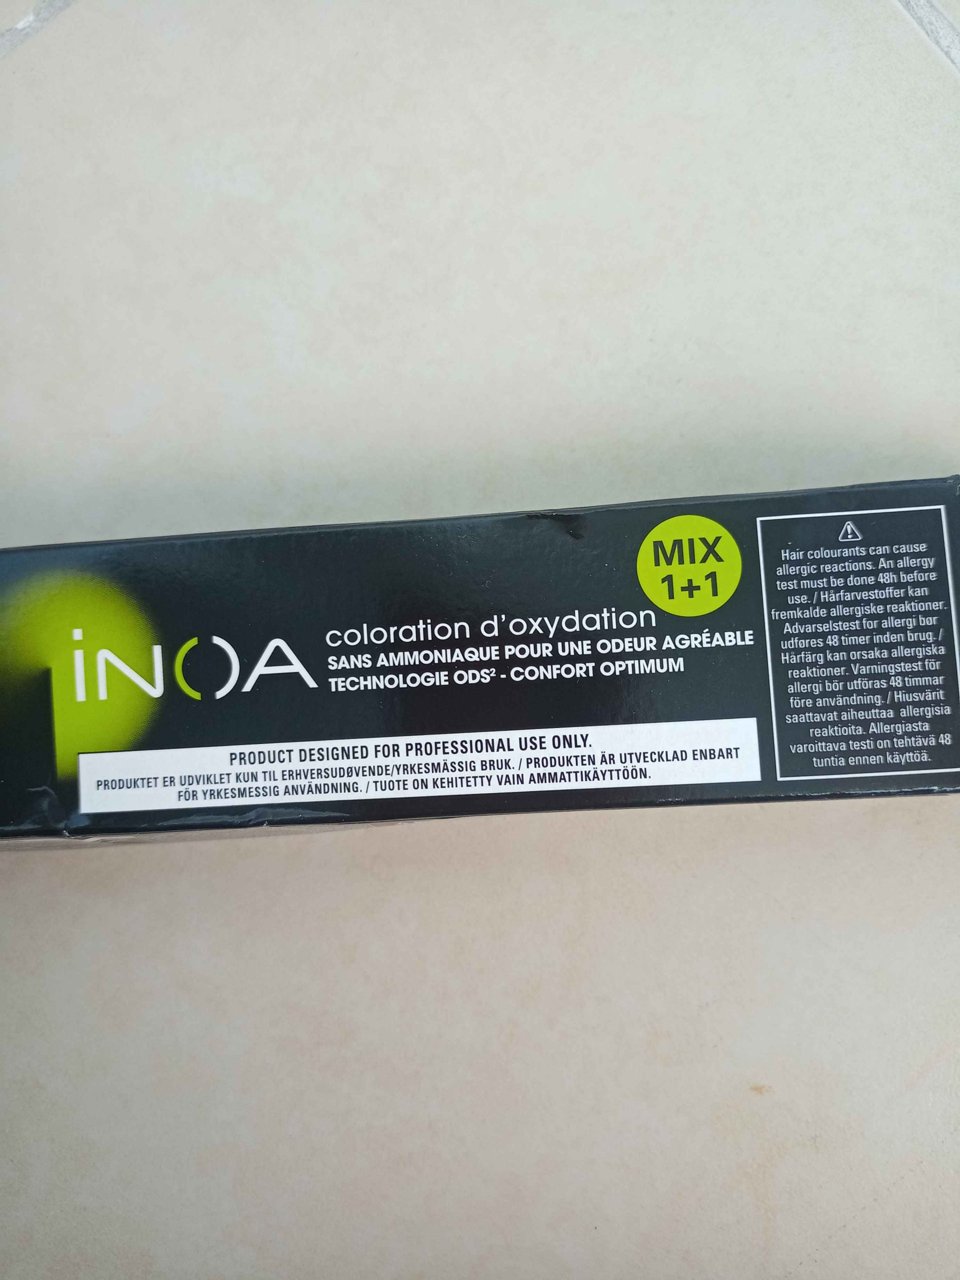 iNOA
coloration d'oxydation
SANS AMMONIAQUE POUR UNE ODEUR AGRÉABLE
TECHNOLOGIE ODS² - CONFORT OPTIMUM
MIX
1+1
PRODUCT DESIGNED FOR PROFESSIONAL USE ONLY.
PRODUKTET ER UDVIKLET KUN TIL ERHVERSUDØVENDE/YRKESMÄSSIG BRUK. / PRODUKTEN ÄR UTVECKLAD ENBART
FÖR YRKESMESSIG ANVÄNDNING. / TUOTE ON KEHITETTY VAIN AMMATTIKÄYTTÖÖN.
Hair colourants can cause
allergic reactions. An allergy
test must be done 48h before
use. / Hårfarvestoffer kan
fremkalde allergiske reaktioner.
Advarselstest for allergi bør
udføres 48 timer inden brug. /
Hårfärg kan orsaka allergiska
reaktioner. Varningstest för
allergi bör utföras 48 timmar
före användning. / Hiusvärit
saattavat aiheuttaa allergisia
reaktioita. Allergiasta
varoittava testi on tehtävä 48
tuntia ennen käyttöä.